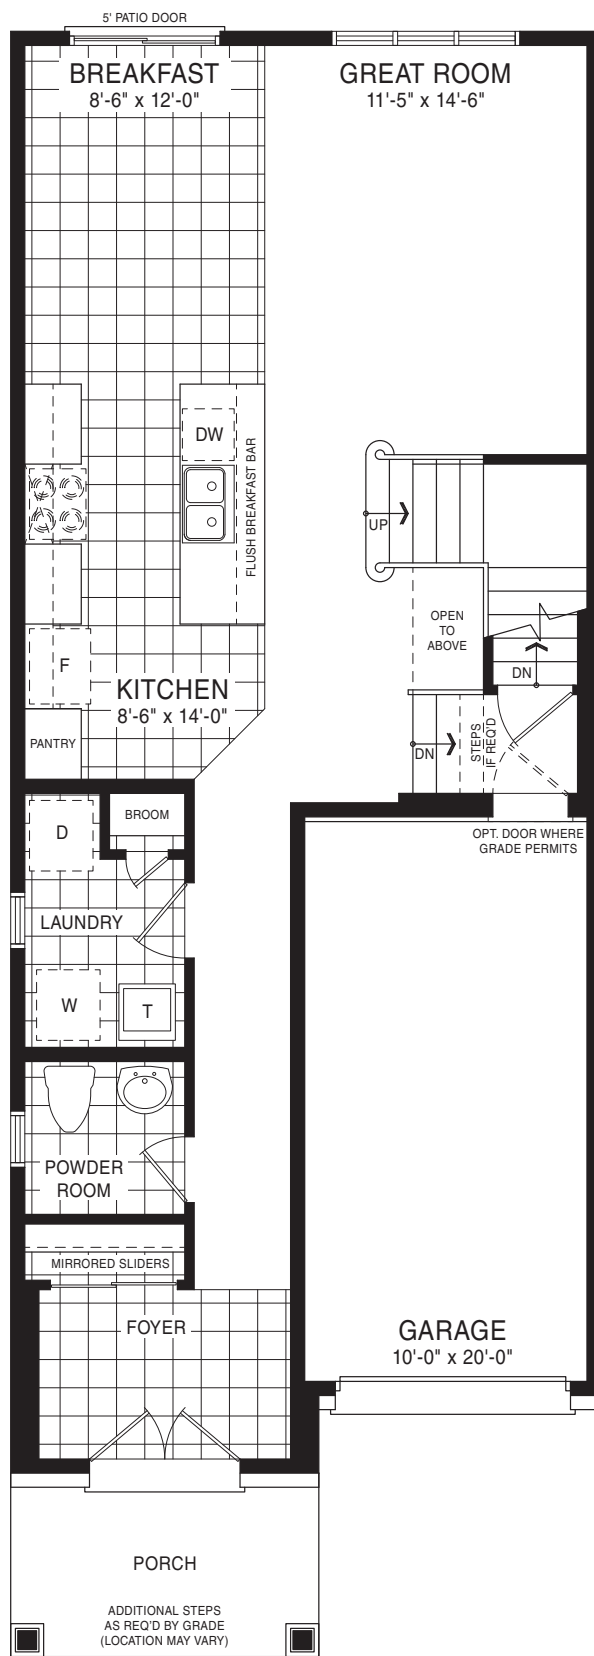 5' PATIO DOOR
BREAKFAST
8'-6" x 12'-0"
GREAT ROOM
11'-5" x 14'-6"
DW
FLUSH BREAKFAST BAR
UP
OPEN
TO
ABOVE
DN
F
KITCHEN
8'-6" x 14'-0"
PANTRY
DN
STEPS
IF REQ'D
D
BROOM
OPT. DOOR WHERE
GRADE PERMITS
LAUNDRY
W
T
POWDER
ROOM
MIRRORED SLIDERS
FOYER
GARAGE
10'-0" x 20'-0"
PORCH
ADDITIONAL STEPS
AS REQ'D BY GRADE
(LOCATION MAY VARY)